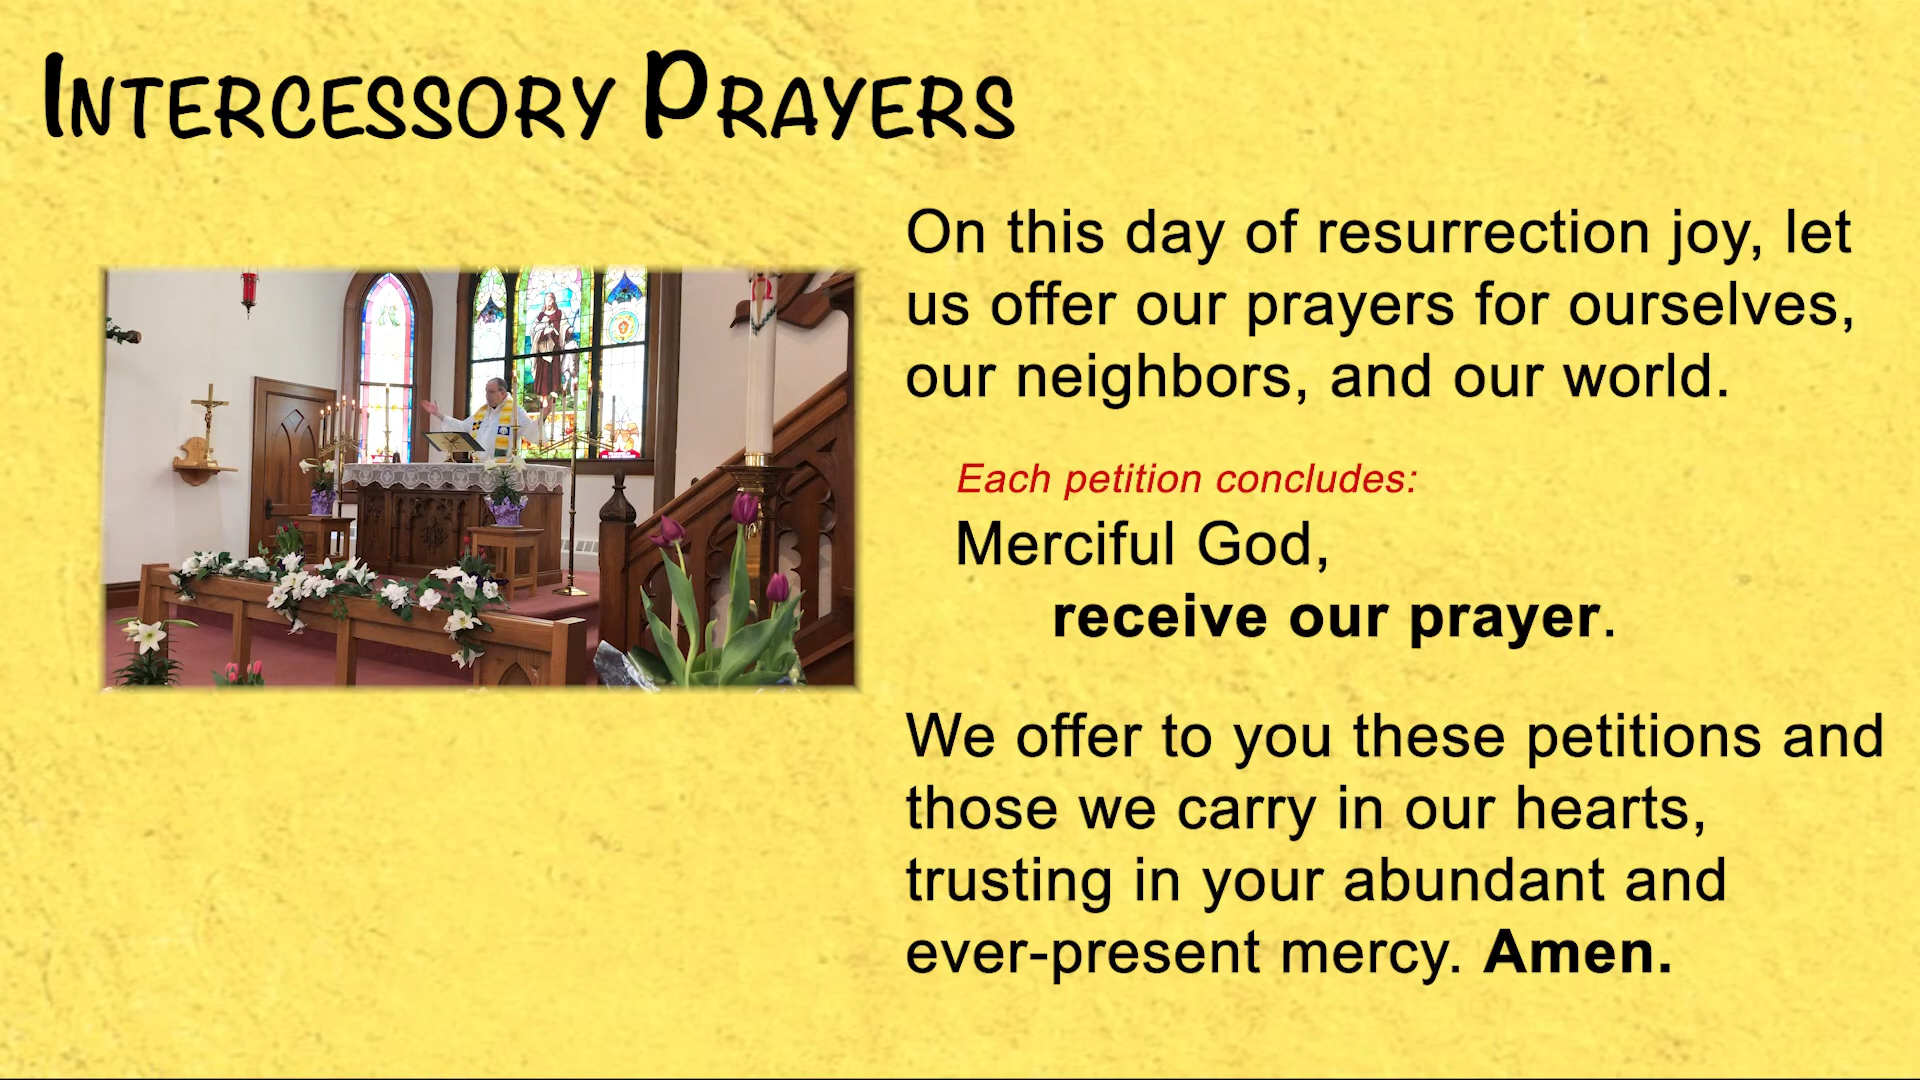 Intercessory Prayers
On this day of resurrection joy, let
us offer our prayers for ourselves,
our neighbors, and our world.
Each petition concludes:
Merciful God,
receive our prayer.
We offer to you these petitions and
those we carry in our hearts,
trusting in your abundant and
ever-present mercy. Amen.